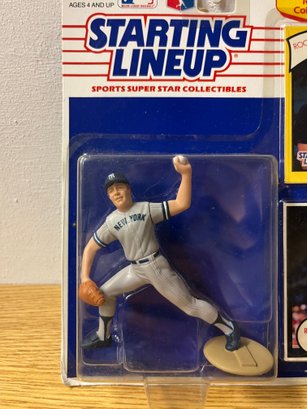 AGES 4 AND UP
STARTING
LINEUP
SPORTS SUPER STAR COLLECTIBLES
NEW YORK